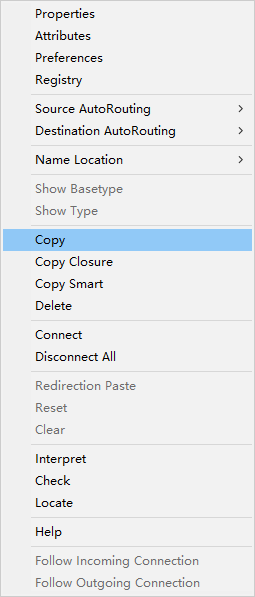 Properties
Attributes
Preferences
Registry
Source AutoRouting
Destination AutoRouting
Name Location
Show Basetype
Show Type
Copy
Copy Closure
Copy Smart
Delete
Connect
Disconnect All
Redirection Paste
Reset
Clear
Interpret
Check
Locate
Help
Follow Incoming Connection
Follow Outgoing Connection